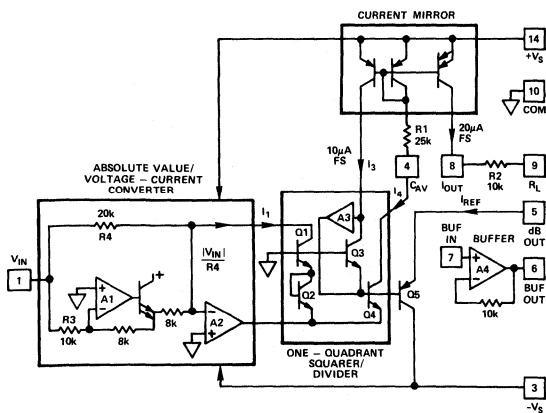 CURRENT MIRROR
14
+VS
10
COM
R1
25k
10μA
FS
I3
20μA
FS
4
CAV
I4
8
IOUT
R2
10k
9
RL
ABSOLUTE VALUE/
VOLTAGE – CURRENT
CONVERTER
20k
R4
I1
|VIN|
R4
VIN
1
A1
+
R3
10k
8k
8k
A2
A3
Q1
Q2
Q3
Q4
Q5
IREF
5
dB
OUT
BUF
IN
BUFFER
7
A4
6
BUF
OUT
10k
ONE – QUADRANT
SQUARER/
DIVIDER
3
-VS